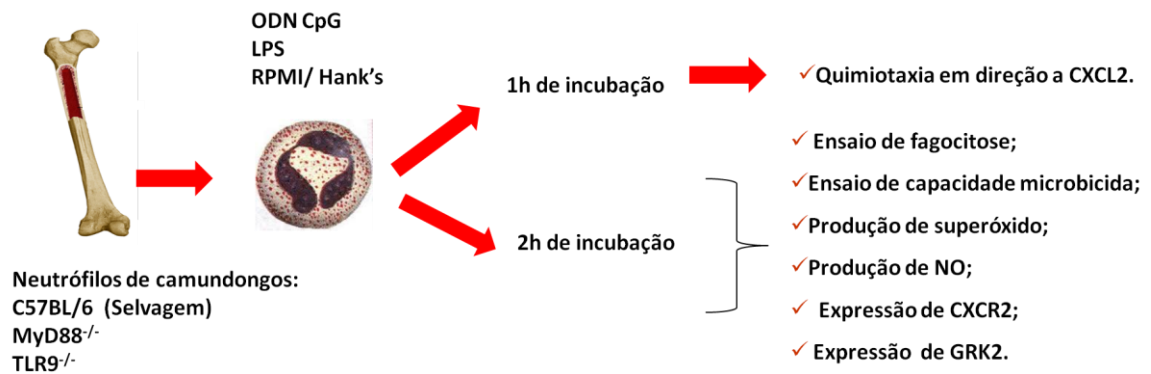 ODN CpG
LPS
RPMI/ Hank's
1h de incubação
✓Quimiotaxia em direção a CXCL2.
✓ Ensaio de fagocitose;
✓Ensaio de capacidade microbicida;
✓Produção de superóxido;
✓Produção de NO;
✓ Expressão de CXCR2;
✓ Expressão de GRK2.
2h de incubação
Neutrófilos de camundongos:
C57BL/6 (Selvagem)
MyD88-/-
TLR9-/-